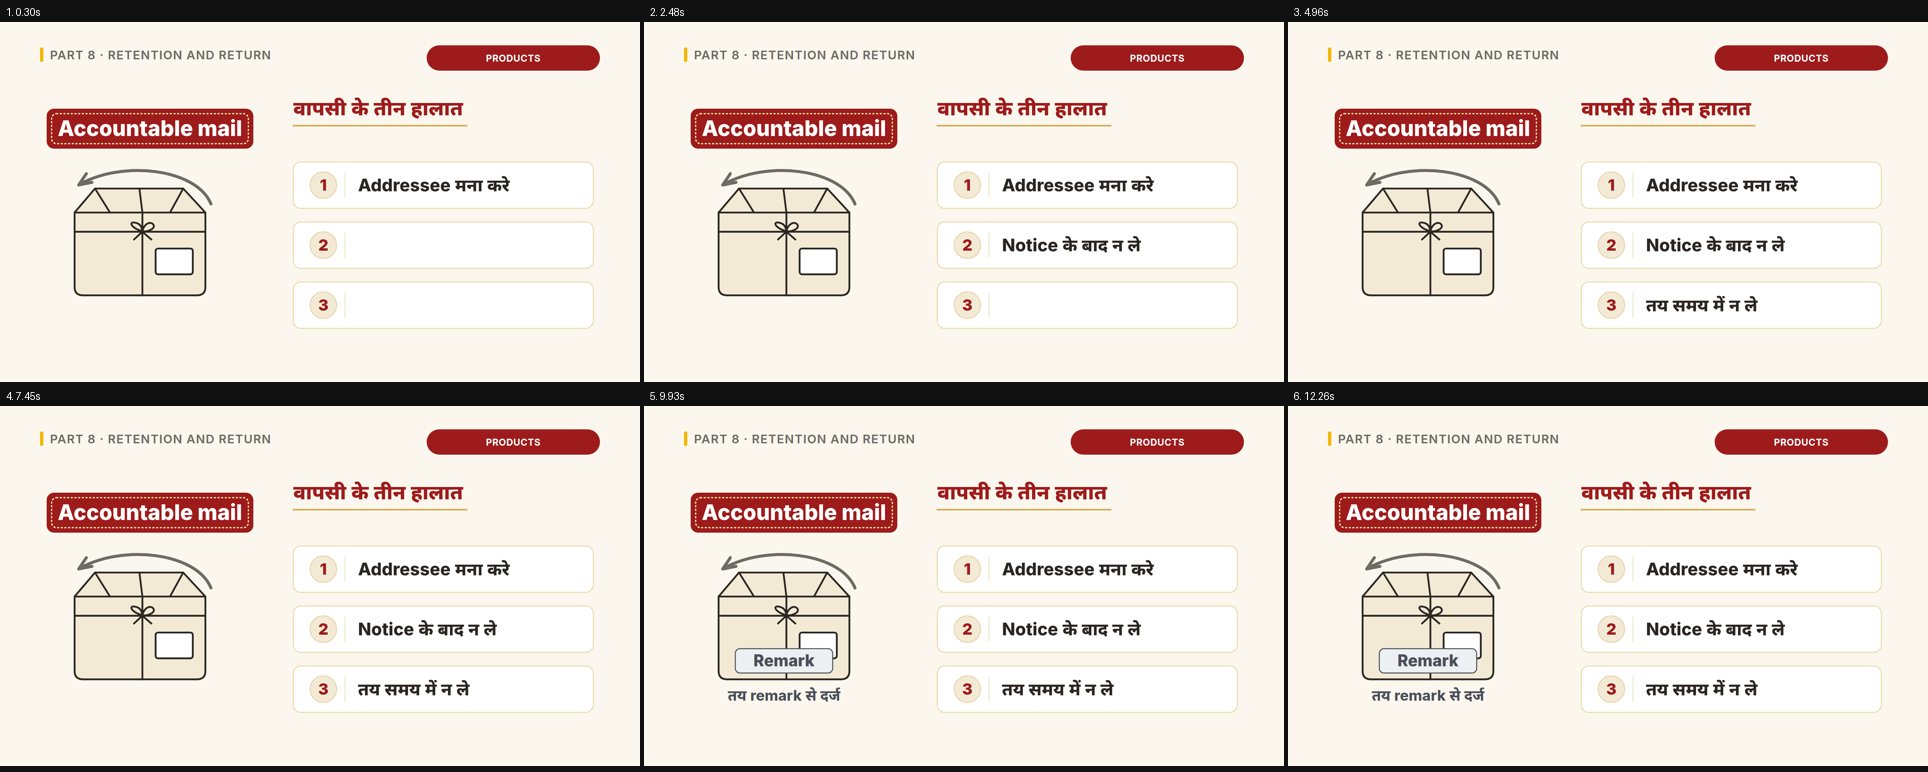 1. 0.30s
PART 8 · RETENTION AND RETURN
PRODUCTS
वापसी के तीन हालात
Accountable mail
1 Addressee मना करे
2
3
2. 2.48s
PART 8 · RETENTION AND RETURN
PRODUCTS
वापसी के तीन हालात
Accountable mail
1 Addressee मना करे
2 Notice के बाद न ले
3
3. 4.96s
PART 8 · RETENTION AND RETURN
PRODUCTS
वापसी के तीन हालात
Accountable mail
1 Addressee मना करे
2 Notice के बाद न ले
3 तय समय में न ले
4. 7.45s
PART 8 · RETENTION AND RETURN
PRODUCTS
वापसी के तीन हालात
Accountable mail
1 Addressee मना करे
2 Notice के बाद न ले
3 तय समय में न ले
5. 9.93s
PART 8 · RETENTION AND RETURN
PRODUCTS
वापसी के तीन हालात
Accountable mail
1 Addressee मना करे
2 Notice के बाद न ले
3 तय समय में न ले
Remark
तय remark से दर्ज
6. 12.26s
PART 8 · RETENTION AND RETURN
PRODUCTS
वापसी के तीन हालात
Accountable mail
1 Addressee मना करे
2 Notice के बाद न ले
3 तय समय में न ले
Remark
तय remark से दर्ज